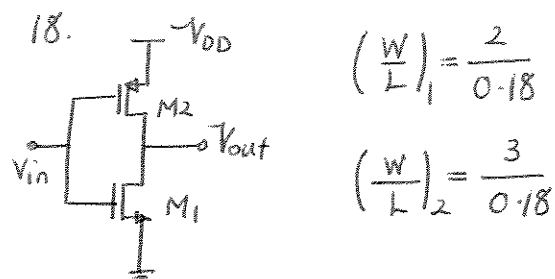 18.
VDD
M2
Vout
Vin
M1
(W/L)1 = 2/0.18
(W/L)2 = 3/0.18